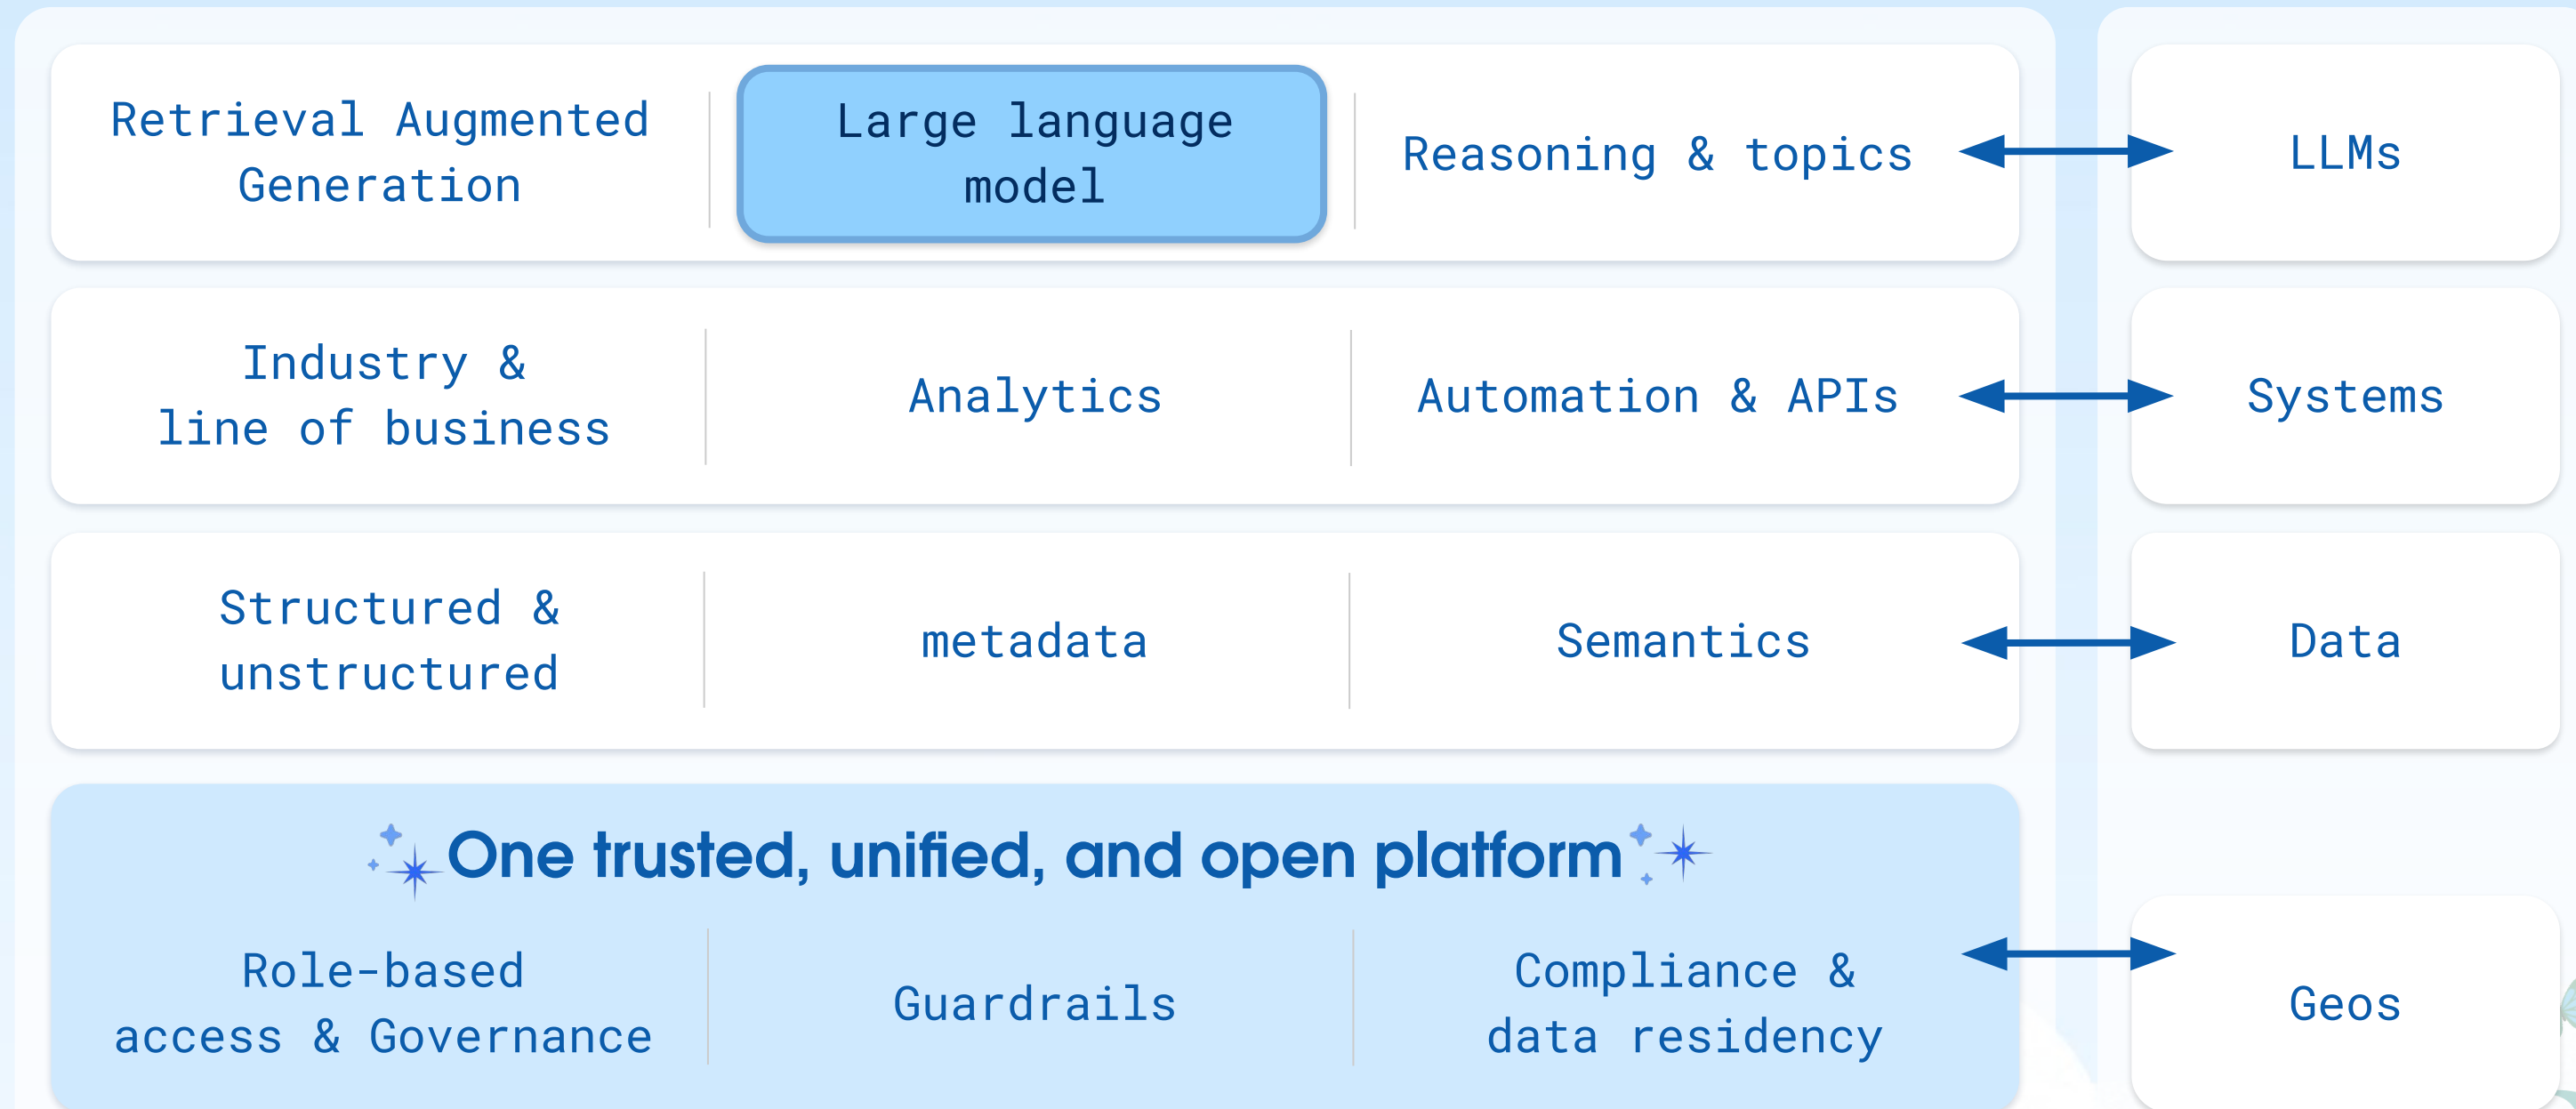 Retrieval Augmented
Generation
Large language
model
Reasoning & topics
LLMs
Industry &
line of business
Analytics
Automation & APIs
Systems
Structured &
unstructured
metadata
Semantics
Data
One trusted, unified, and open platform
Role-based
access & Governance
Guardrails
Compliance &
data residency
Geos